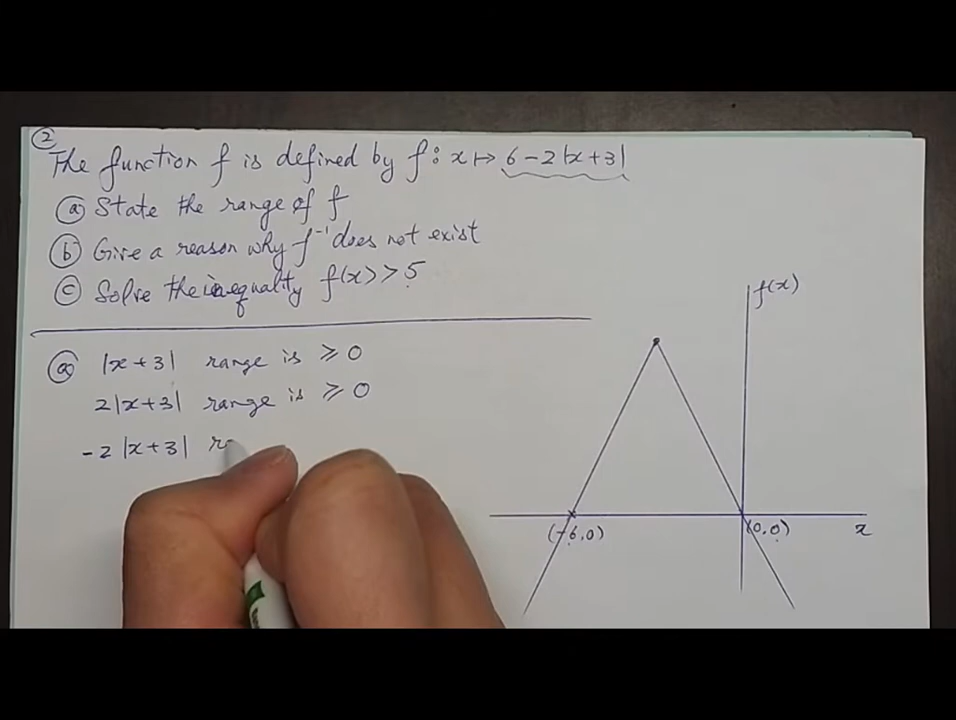 ②
The function f is defined by f : x ↦ 6 - 2|x+3|
ⓐ State the range of f
ⓑ Give a reason why f⁻¹ does not exist
ⓒ Solve the inequality f(x) > 5
ⓐ |x+3| range is ⩾ 0
2|x+3| range is ⩾ 0
-2|x+3| ra
f(x)
(-6,0)
(0,0)
x